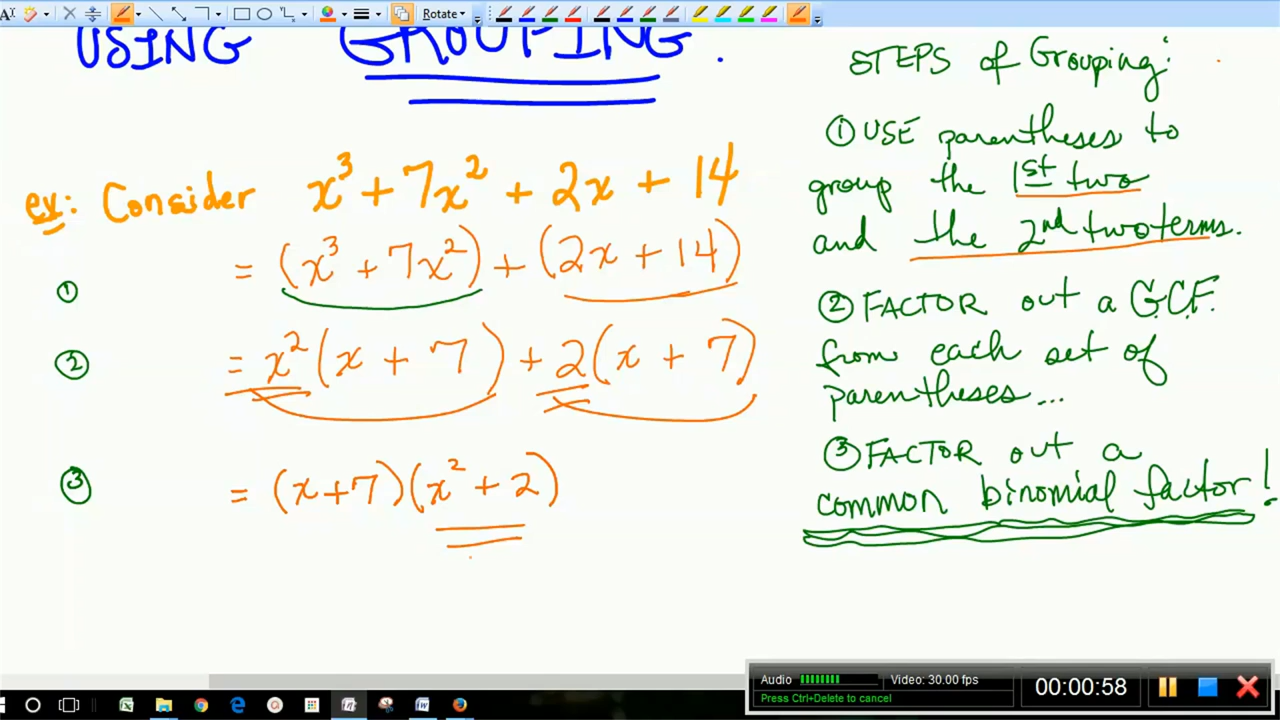 Rotate
USING GROUPING.
ex: Consider x³ + 7x² + 2x + 14
= (x³ + 7x²) + (2x + 14)
①
② = x²(x + 7) + 2(x + 7)
③ = (x+7)(x² + 2)
STEPS of Grouping:
① USE parentheses to
group the 1st two
and the 2nd two terms.
② FACTOR out a G.C.F.
from each set of
parentheses...
③ FACTOR out a
common binomial factor!
Audio Video: 30.00 fps
Press Ctrl+Delete to cancel
00:00:58